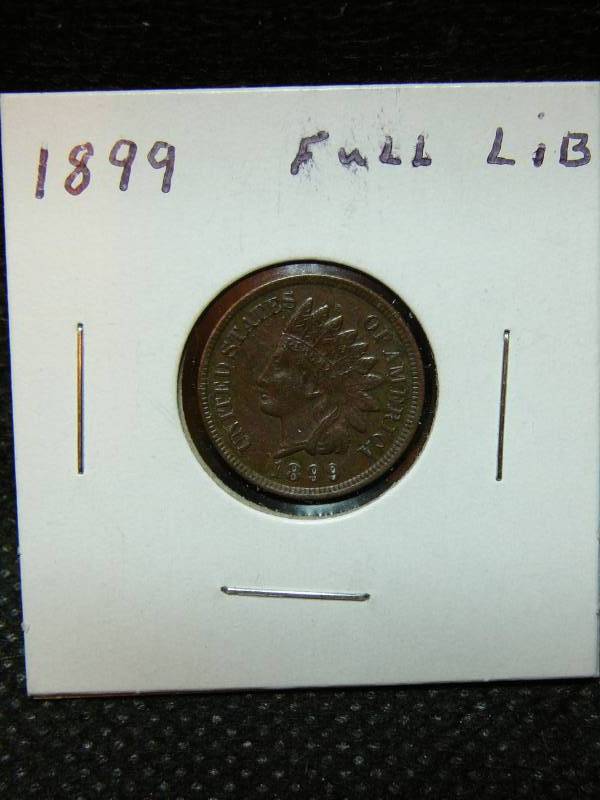 1899 FuLL LiB
UNITED STATES OF AMERICA
1899